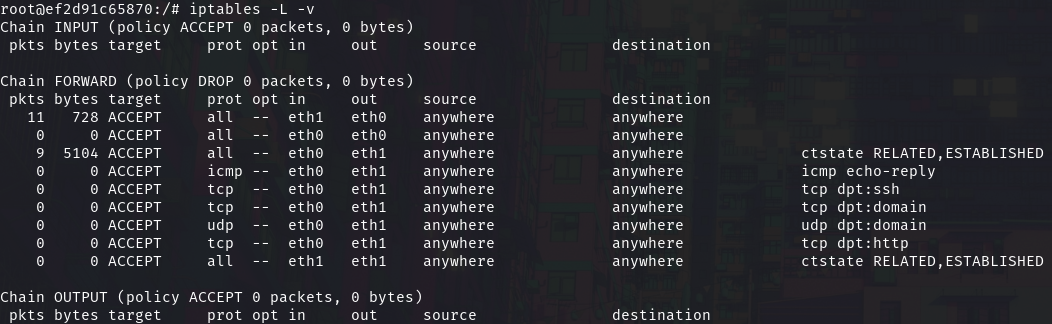 root@ef2d91c65870:/# iptables -L -v
Chain INPUT (policy ACCEPT 0 packets, 0 bytes)
 pkts bytes target     prot opt in     out     source               destination

Chain FORWARD (policy DROP 0 packets, 0 bytes)
 pkts bytes target     prot opt in     out     source               destination
   11   728 ACCEPT     all  --  eth1   eth0    anywhere             anywhere
    0     0 ACCEPT     all  --  eth0   eth0    anywhere             anywhere
    9  5104 ACCEPT     all  --  eth0   eth1    anywhere             anywhere             ctstate RELATED,ESTABLISHED
    0     0 ACCEPT     icmp --  eth0   eth1    anywhere             anywhere             icmp echo-reply
    0     0 ACCEPT     tcp  --  eth0   eth1    anywhere             anywhere             tcp dpt:ssh
    0     0 ACCEPT     tcp  --  eth0   eth1    anywhere             anywhere             tcp dpt:domain
    0     0 ACCEPT     udp  --  eth0   eth1    anywhere             anywhere             udp dpt:domain
    0     0 ACCEPT     tcp  --  eth0   eth1    anywhere             anywhere             tcp dpt:http
    0     0 ACCEPT     all  --  eth1   eth1    anywhere             anywhere             ctstate RELATED,ESTABLISHED

Chain OUTPUT (policy ACCEPT 0 packets, 0 bytes)
 pkts bytes target     prot opt in     out     source               destination